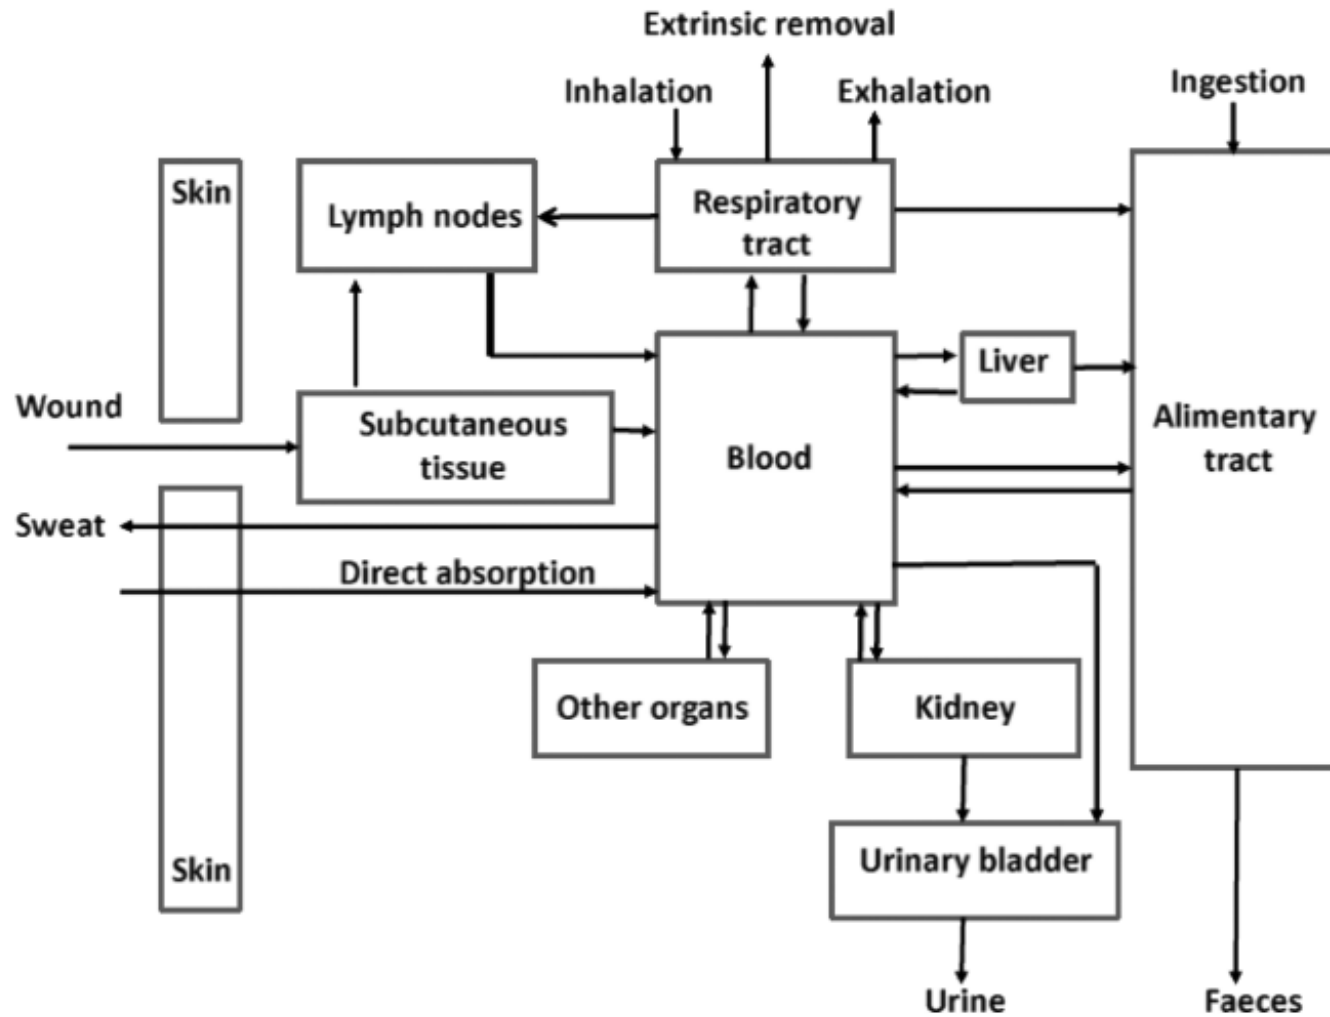 Extrinsic removal
Inhalation
Exhalation
Ingestion
Skin
Lymph nodes
Respiratory
tract
Liver
Wound
Subcutaneous
tissue
Blood
Alimentary
tract
Sweat
Direct absorption
Other organs
Kidney
Skin
Urinary bladder
Urine
Faeces